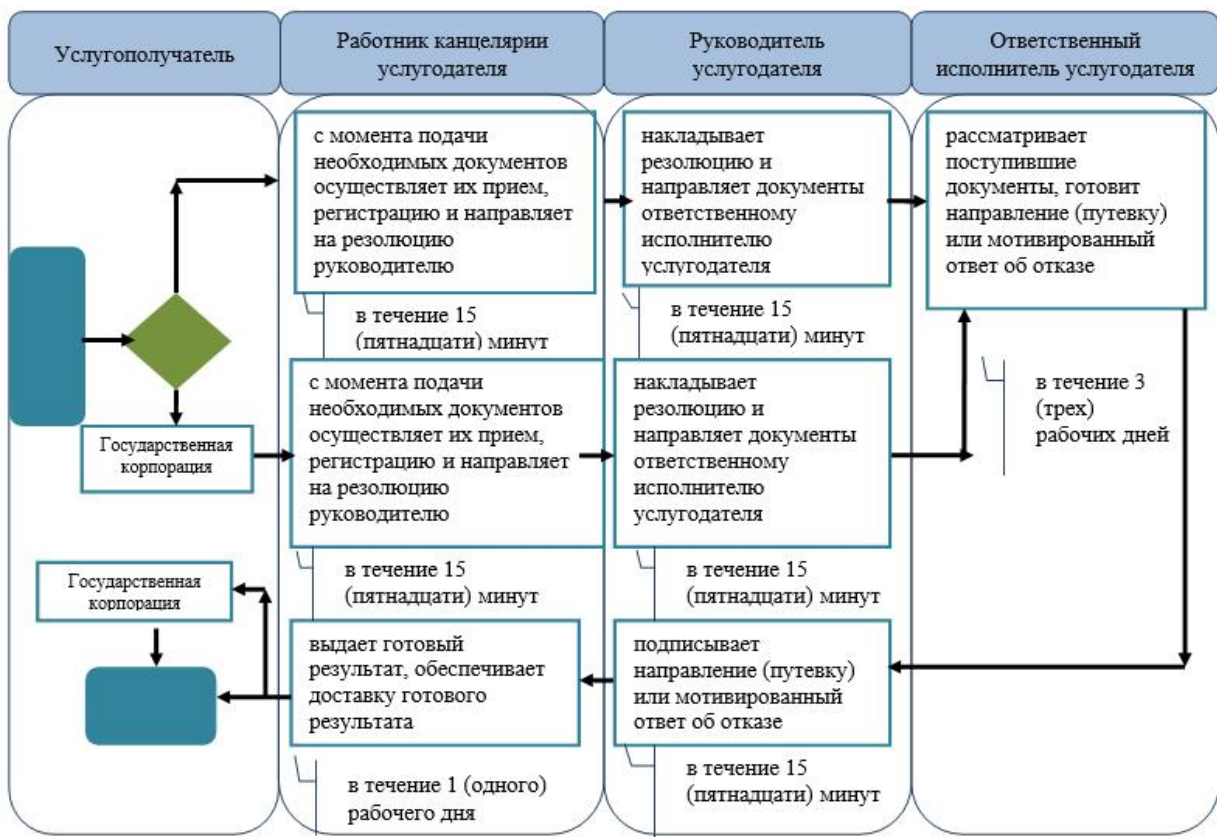 Услугополучатель
Работник канцелярии
услугодателя
Руководитель
услугодателя
Ответственный
исполнитель услугодателя
с момента подачи
необходимых документов
осуществляет их прием,
регистрацию и направляет
на резолюцию
руководителю
в течение 15
(пятнадцати) минут
накладывает
резолюцию и
направляет документы
ответственному
исполнителю
услугодателя
в течение 15
(пятнадцати) минут
рассматривает
поступившие
документы, готовит
направление (путевку)
или мотивированный
ответ об отказе
в течение 3
(трех)
рабочих дней
Государственная
корпорация
с момента подачи
необходимых документов
осуществляет их прием,
регистрацию и направляет
на резолюцию
руководителю
в течение 15
(пятнадцати) минут
накладывает
резолюцию и
направляет документы
ответственному
исполнителю
услугодателя
в течение 15
(пятнадцати) минут
Государственная
корпорация
выдает готовый
результат, обеспечивает
доставку готового
результата
в течение 1 (одного)
рабочего дня
подписывает
направление (путевку)
или мотивированный
ответ об отказе
в течение 15
(пятнадцати) минут